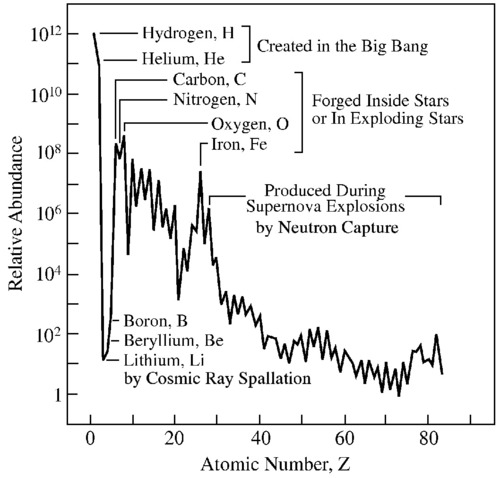 10¹²
10¹⁰
10⁸
10⁶
10⁴
10²
1
Relative Abundance
Hydrogen, H
Helium, He
Created in the Big Bang
Carbon, C
Nitrogen, N
Oxygen, O
Iron, Fe
Forged Inside Stars
or In Exploding Stars
Produced During
Supernova Explosions
by Neutron Capture
Boron, B
Beryllium, Be
Lithium, Li
by Cosmic Ray Spallation
0 20 40 60 80
Atomic Number, Z